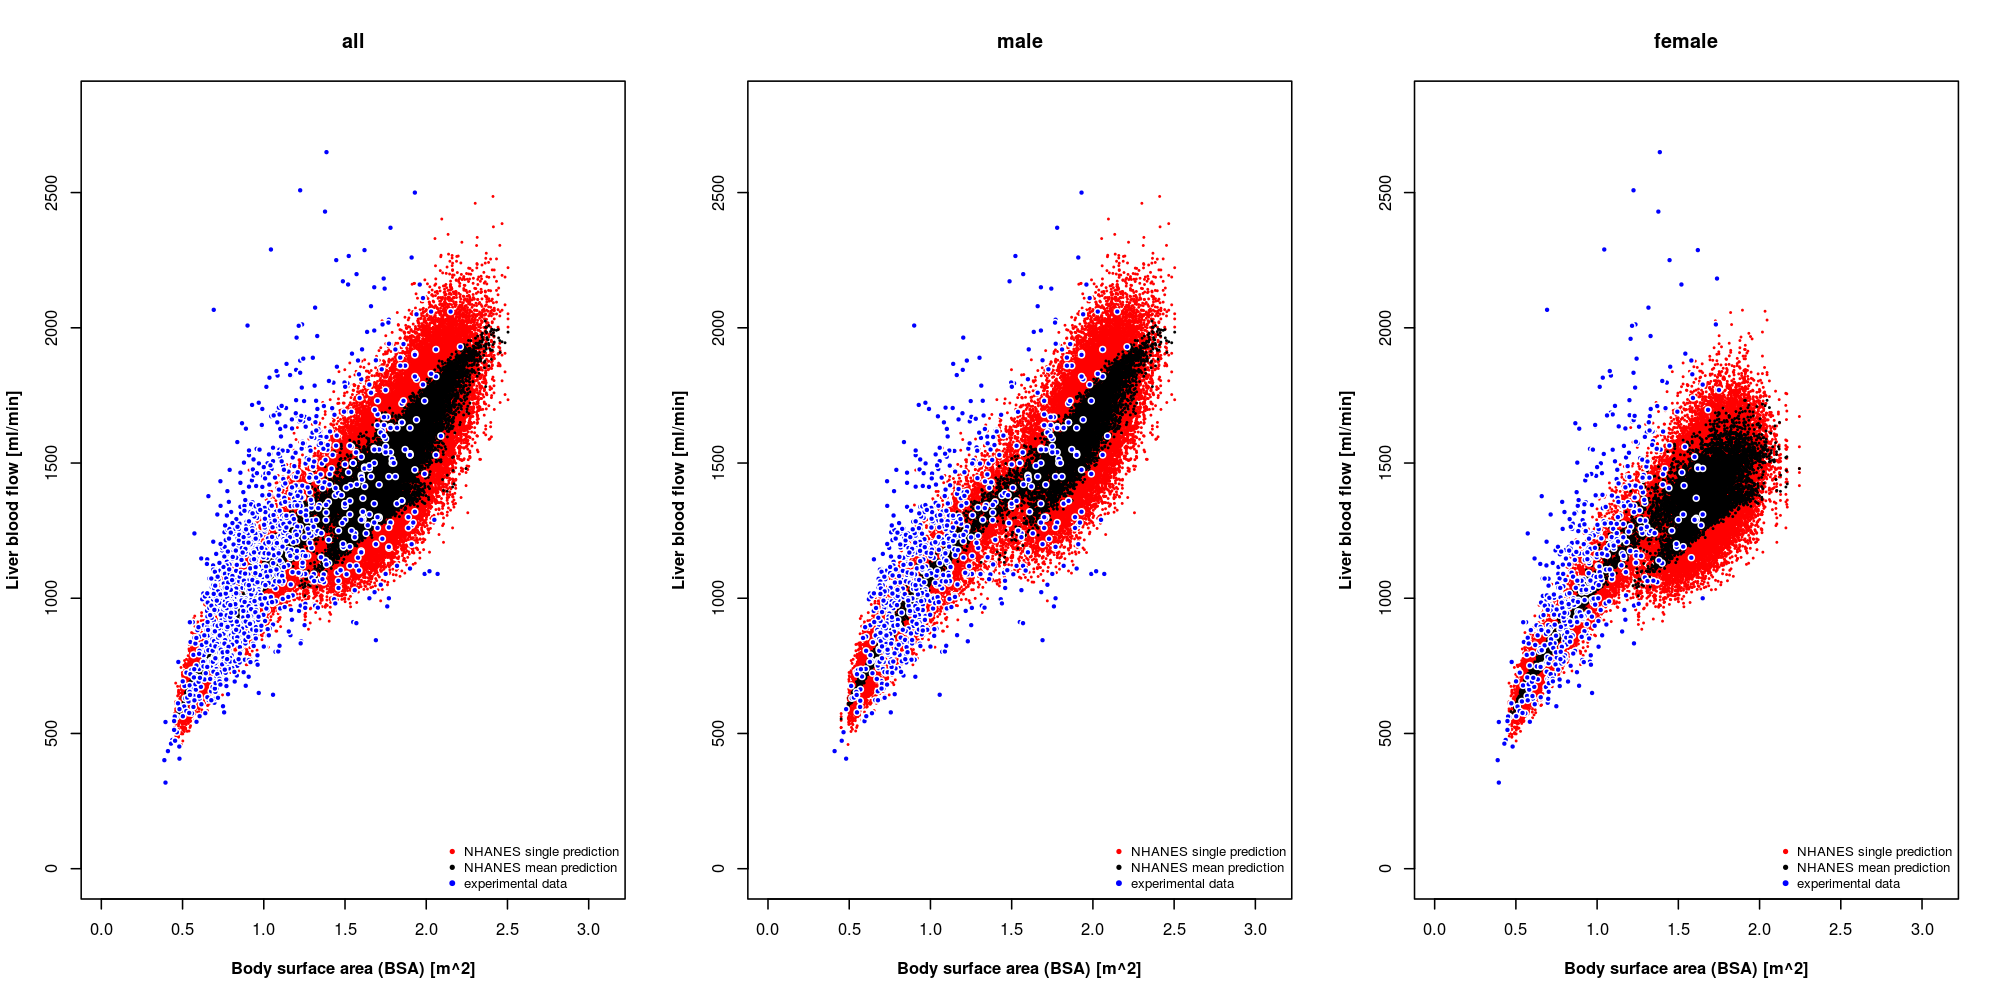 all
Liver blood flow [ml/min]
2500
2000
1500
1000
500
0
NHANES single prediction
NHANES mean prediction
experimental data
0.0 0.5 1.0 1.5 2.0 2.5 3.0
Body surface area (BSA) [m^2]
male
Liver blood flow [ml/min]
2500
2000
1500
1000
500
0
NHANES single prediction
NHANES mean prediction
experimental data
0.0 0.5 1.0 1.5 2.0 2.5 3.0
Body surface area (BSA) [m^2]
female
Liver blood flow [ml/min]
2500
2000
1500
1000
500
0
NHANES single prediction
NHANES mean prediction
experimental data
0.0 0.5 1.0 1.5 2.0 2.5 3.0
Body surface area (BSA) [m^2]